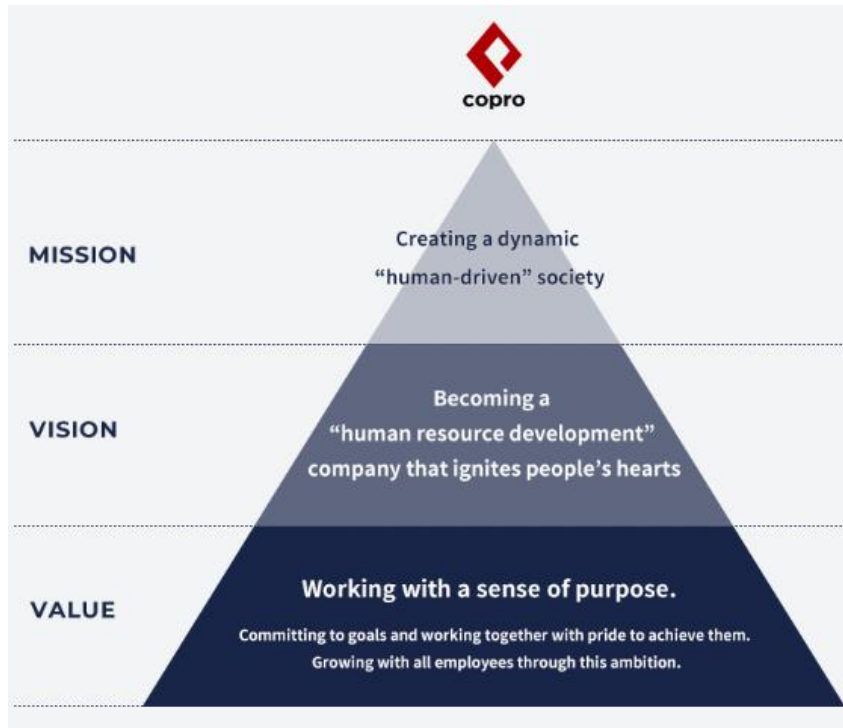 copro
MISSION
Creating a dynamic
“human-driven” society
VISION
Becoming a
“human resource development”
company that ignites people’s hearts
VALUE
Working with a sense of purpose.
Committing to goals and working together with pride to achieve them.
Growing with all employees through this ambition.